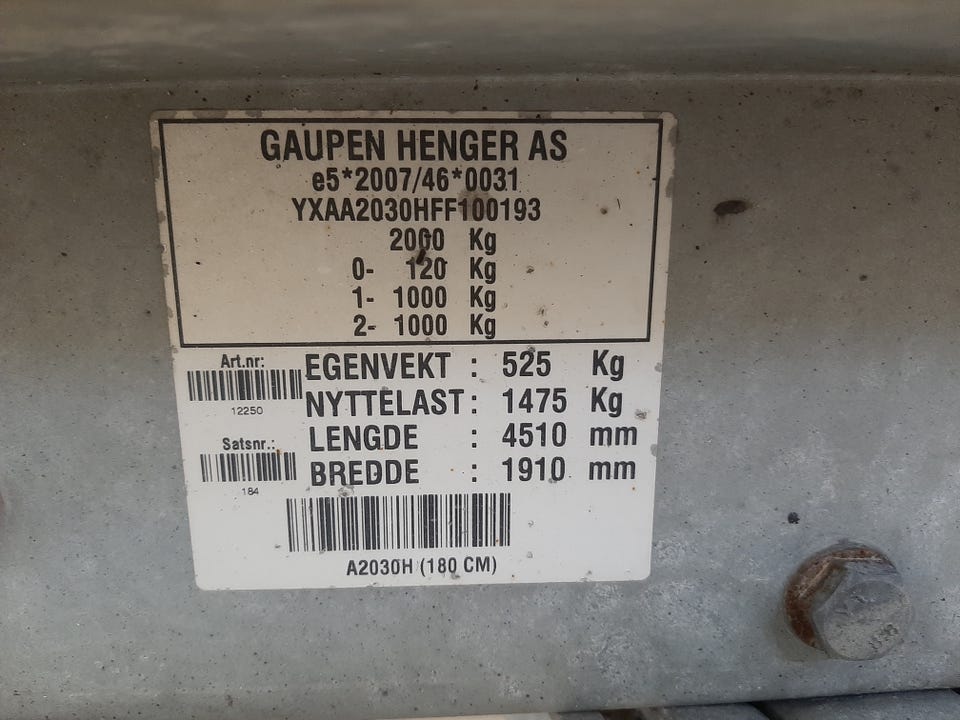 GAUPEN HENGER AS
e5*2007/46*0031
YXAA2030HFF100193
2000 Kg
0- 120 Kg
1- 1000 Kg
2- 1000 Kg
Art.nr:
12250
Satsnr.:
184
EGENVEKT : 525 Kg
NYTTELAST : 1475 Kg
LENGDE : 4510 mm
BREDDE : 1910 mm
A2030H (180 CM)